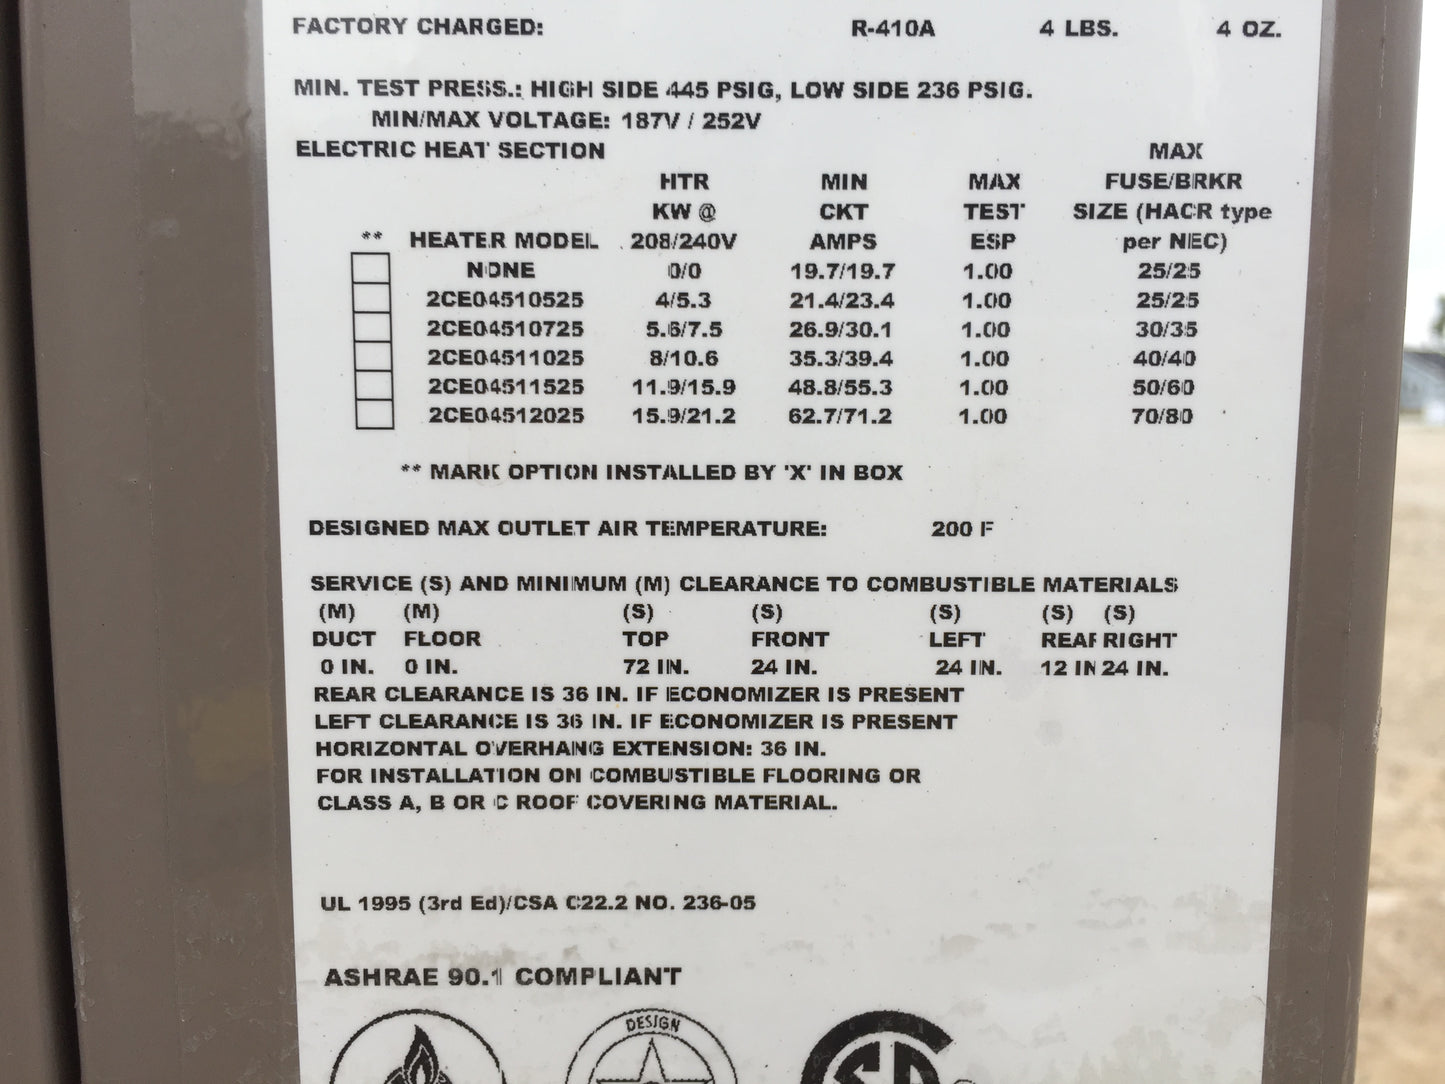 FACTORY CHARGED: R-410A 4 LBS. 4 OZ.
MIN. TEST PRESS.: HIGH SIDE 445 PSIG, LOW SIDE 236 PSIG.
MIN/MAX VOLTAGE: 187V / 252V
ELECTRIC HEAT SECTION MAX
HTR MIN MAX FUSE/BRKR
KW @ CKT TEST SIZE (HACR type
** HEATER MODEL 208/240V AMPS ESP per NEC)
NONE 0/0 19.7/19.7 1.00 25/25
2CE04510525 4/5.3 21.4/23.4 1.00 25/25
2CE04510725 5.6/7.5 26.9/30.1 1.00 30/35
2CE04511025 8/10.6 35.3/39.4 1.00 40/40
2CE04511525 11.9/15.9 48.8/55.3 1.00 50/60
2CE04512025 15.9/21.2 62.7/71.2 1.00 70/80
** MARK OPTION INSTALLED BY 'X' IN BOX
DESIGNED MAX OUTLET AIR TEMPERATURE: 200 F
SERVICE (S) AND MINIMUM (M) CLEARANCE TO COMBUSTIBLE MATERIALS
(M) (M) (S) (S) (S) (S) (S)
DUCT FLOOR TOP FRONT LEFT REAR RIGHT
0 IN. 0 IN. 72 IN. 24 IN. 24 IN. 12 IN 24 IN.
REAR CLEARANCE IS 36 IN. IF ECONOMIZER IS PRESENT
LEFT CLEARANCE IS 36 IN. IF ECONOMIZER IS PRESENT
HORIZONTAL OVERHANG EXTENSION: 36 IN.
FOR INSTALLATION ON COMBUSTIBLE FLOORING OR
CLASS A, B OR C ROOF COVERING MATERIAL.
UL 1995 (3rd Ed)/CSA C22.2 NO. 236-05
ASHRAE 90.1 COMPLIANT
DESIGN